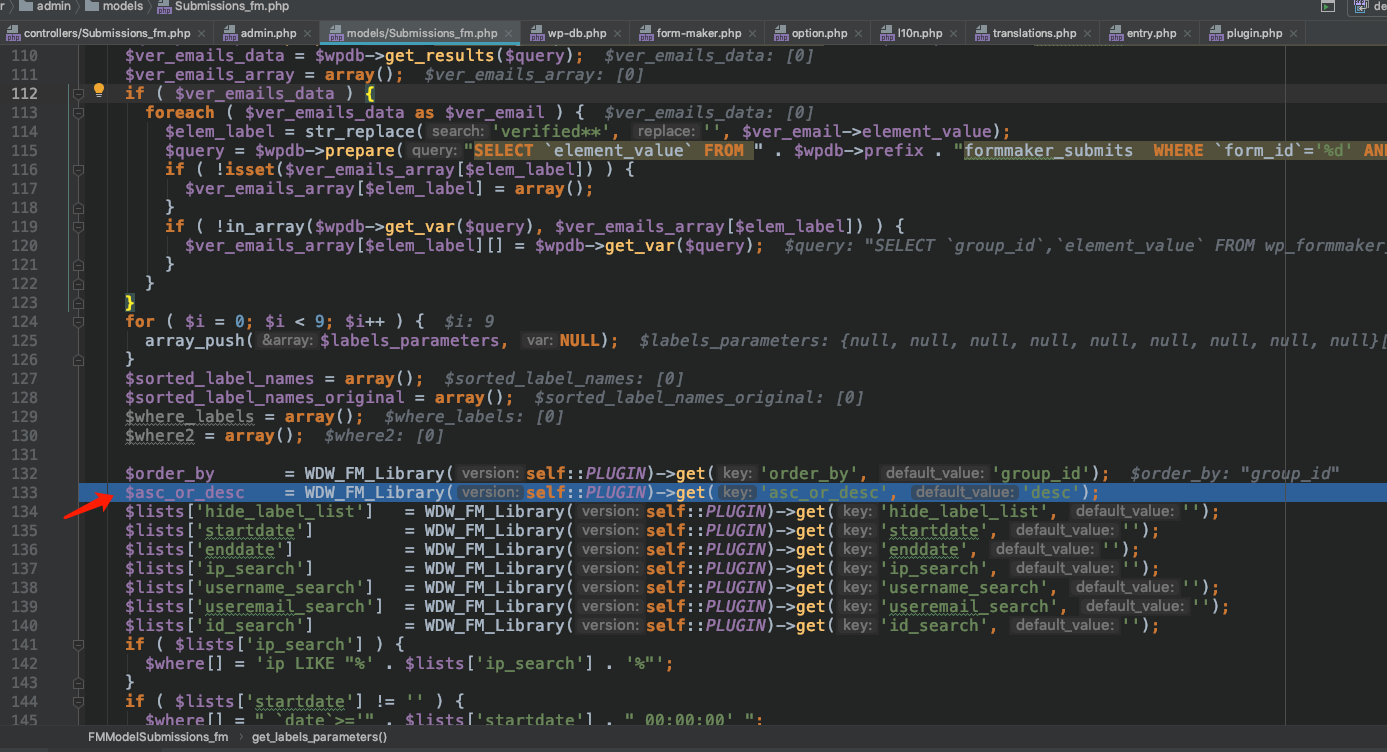 r admin models Submissions_fm.php de
controllers/Submissions_fm.php × admin.php × models/Submissions_fm.php × wp-db.php × form-maker.php × option.php × l10n.php × translations.php × entry.php × plugin.php ×
110 $ver_emails_data = $wpdb->get_results($query); $ver_emails_data: [0]
111 $ver_emails_array = array(); $ver_emails_array: [0]
112 if ( $ver_emails_data ) {
113 foreach ( $ver_emails_data as $ver_email ) { $ver_emails_data: [0]
114 $elem_label = str_replace( search: 'verified**', replace: '', $ver_email->element_value);
115 $query = $wpdb->prepare( query: "SELECT `element_value` FROM " . $wpdb->prefix . "formmaker_submits  WHERE `form_id`='%d' AN
116 if ( !isset($ver_emails_array[$elem_label]) ) {
117 $ver_emails_array[$elem_label] = array();
118 }
119 if ( !in_array($wpdb->get_var($query), $ver_emails_array[$elem_label]) ) {
120 $ver_emails_array[$elem_label][] = $wpdb->get_var($query); $query: "SELECT `group_id`,`element_value` FROM wp_formmaker_
121 }
122 }
123 }
124 for ( $i = 0; $i < 9; $i++ ) { $i: 9
125 array_push( &array: $labels_parameters, var: NULL); $labels_parameters: {null, null, null, null, null, null, null, null, null}[
126 }
127 $sorted_label_names = array(); $sorted_label_names: [0]
128 $sorted_label_names_original = array(); $sorted_label_names_original: [0]
129 $where_labels = array(); $where_labels: [0]
130 $where2 = array(); $where2: [0]
131
132 $order_by = WDW_FM_Library( version: self::PLUGIN)->get( key: 'order_by', default_value: 'group_id'); $order_by: "group_id"
133 $asc_or_desc = WDW_FM_Library( version: self::PLUGIN)->get( key: 'asc_or_desc', default_value: 'desc');
134 $lists['hide_label_list'] = WDW_FM_Library( version: self::PLUGIN)->get( key: 'hide_label_list', default_value: '');
135 $lists['startdate'] = WDW_FM_Library( version: self::PLUGIN)->get( key: 'startdate', default_value: '');
136 $lists['enddate'] = WDW_FM_Library( version: self::PLUGIN)->get( key: 'enddate', default_value: '');
137 $lists['ip_search'] = WDW_FM_Library( version: self::PLUGIN)->get( key: 'ip_search', default_value: '');
138 $lists['username_search'] = WDW_FM_Library( version: self::PLUGIN)->get( key: 'username_search', default_value: '');
139 $lists['useremail_search'] = WDW_FM_Library( version: self::PLUGIN)->get( key: 'useremail_search', default_value: '');
140 $lists['id_search'] = WDW_FM_Library( version: self::PLUGIN)->get( key: 'id_search', default_value: '');
141 if ( $lists['ip_search'] ) {
142 $where[] = 'ip LIKE "%' . $lists['ip_search'] . '%"';
143 }
144 if ( $lists['startdate'] != '' ) {
145 $where[] = " `date`>='" . $lists['startdate'] . " 00:00:00' ";
FMModelSubmissions_fm › get_labels_parameters()